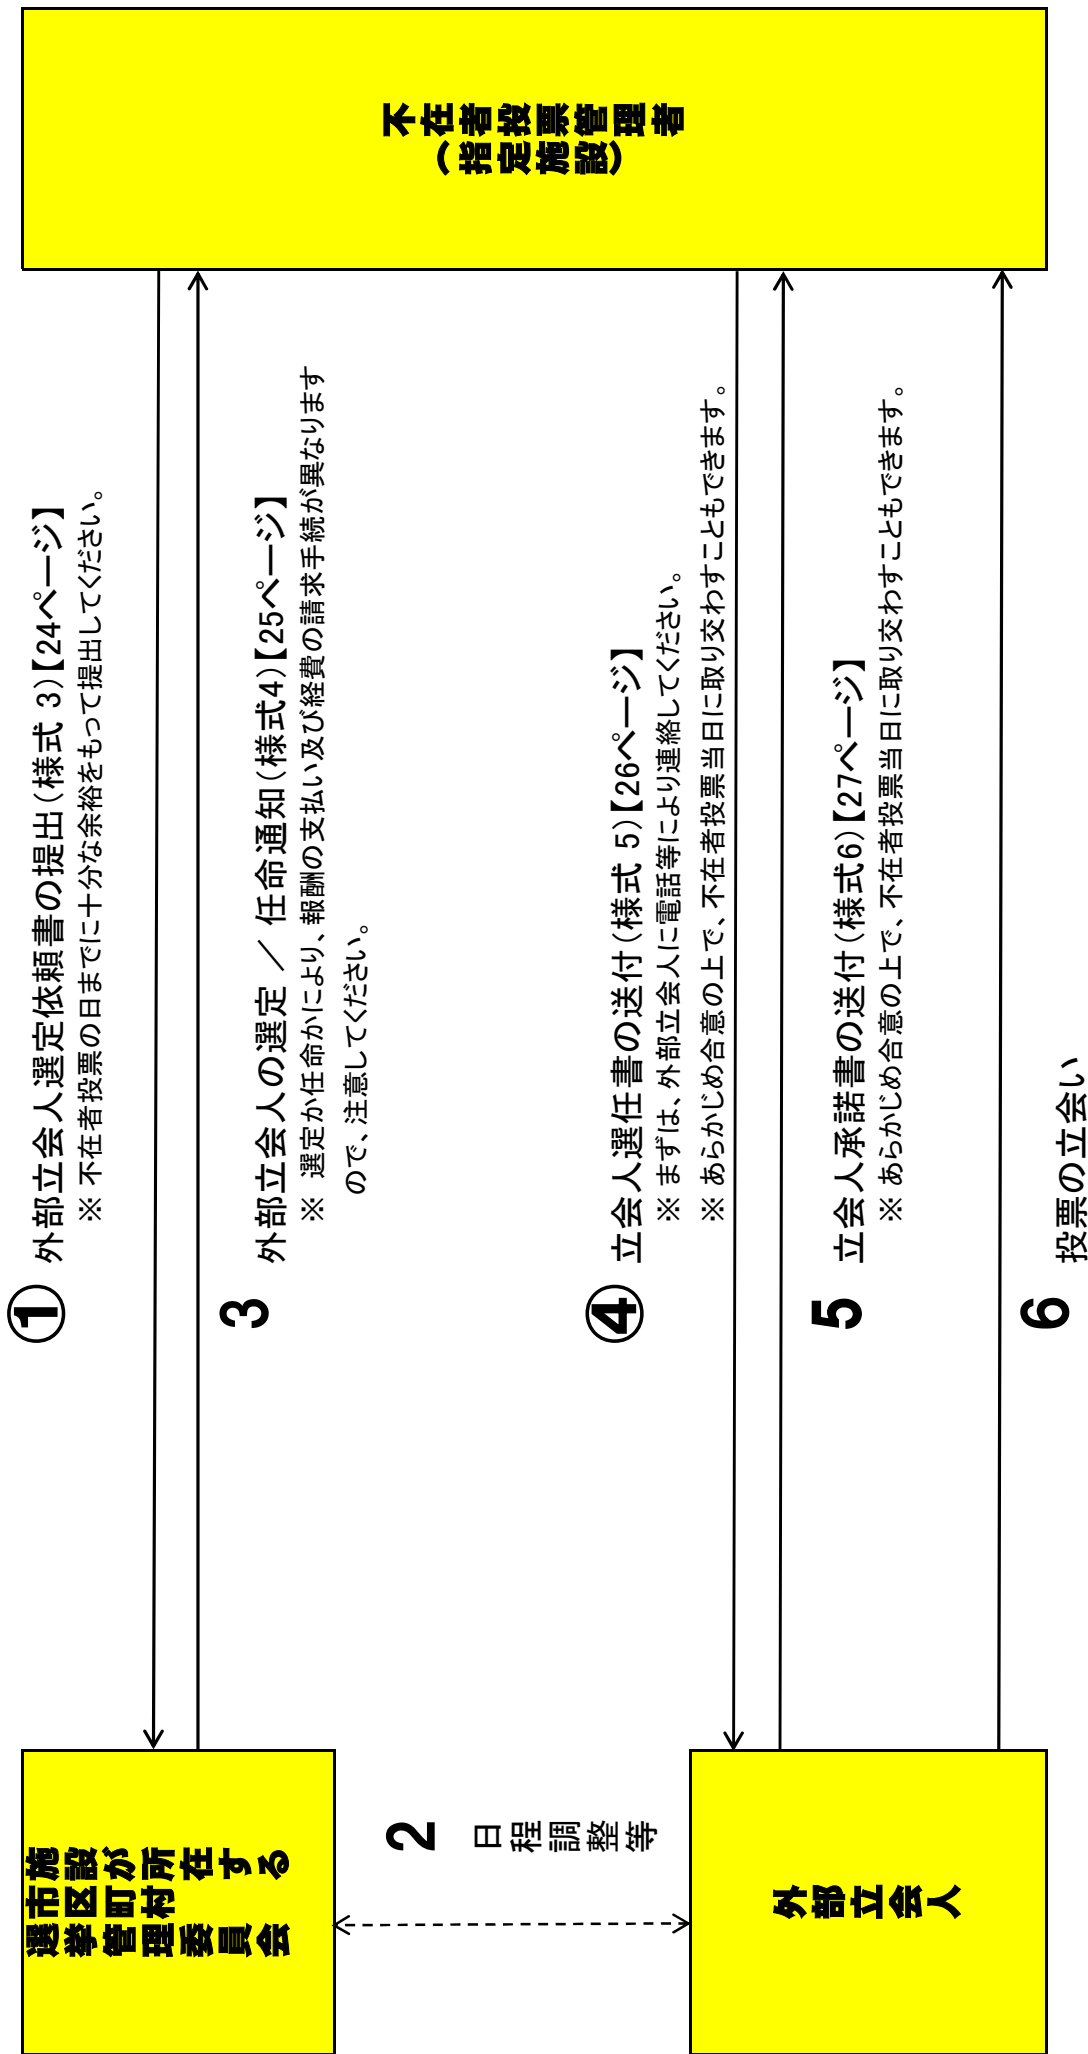 不在者投票管理者
（指定施設）
① 外部立会人選定依頼書の提出（様式 3）【24ページ】
※ 不在者投票の日までに十分な余裕をもって提出してください。
3 外部立会人の選定 ／ 任命通知（様式4）【25ページ】
※ 選定か任命かにより、報酬の支払い及び経費の請求手続が異なります
ので、注意してください。
④ 立会人選任書の送付（様式 5）【26ページ】
※ まずは、外部立会人に電話等により連絡してください。
※ あらかじめ合意の上で、不在者投票当日に取り交わすこともできます。
5 立会人承諾書の送付（様式6）【27ページ】
※ あらかじめ合意の上で、不在者投票当日に取り交わすこともできます。
6 投票の立会い
施設が所在する
市区町村
選挙管理委員会
2 日程調整等
外部立会人